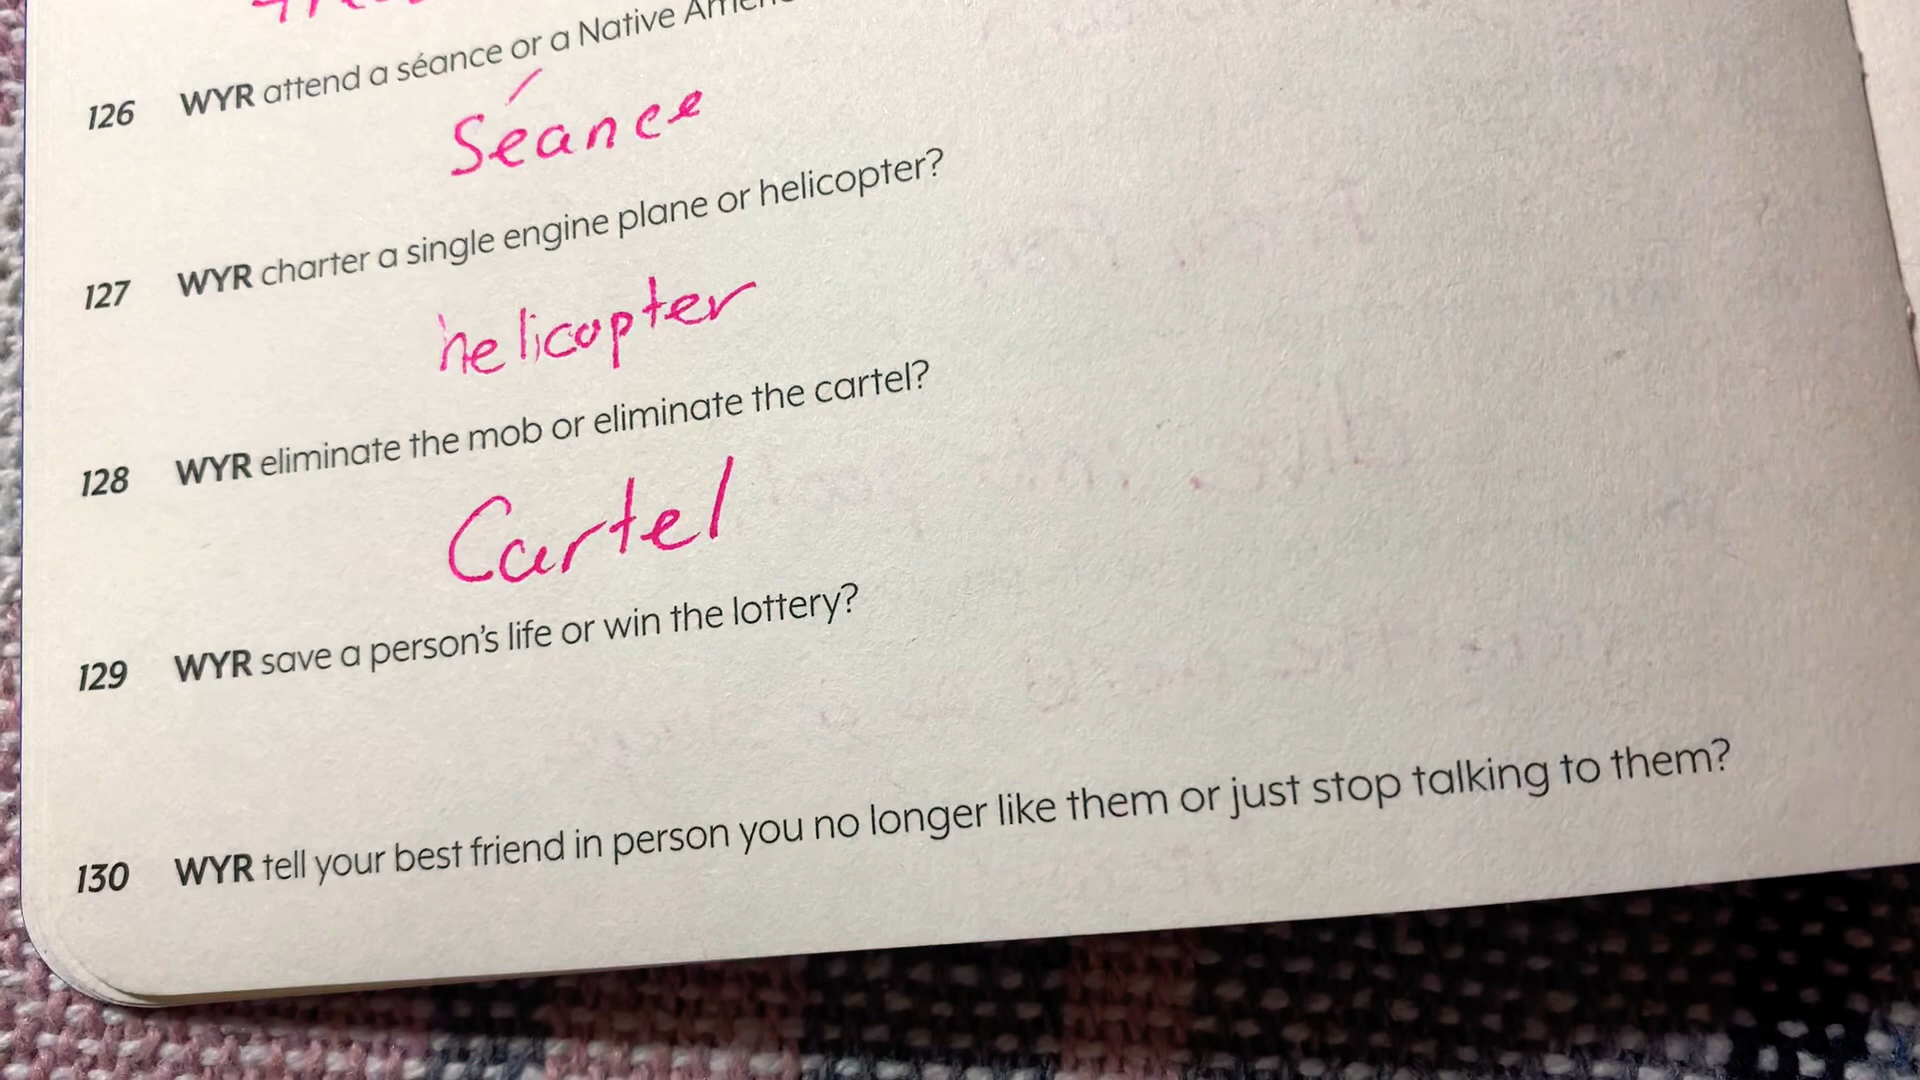 126 WYR attend a séance or a Native
Séance
127 WYR charter a single engine plane or helicopter?
helicopter
128 WYR eliminate the mob or eliminate the cartel?
Cartel
129 WYR save a person's life or win the lottery?
130 WYR tell your best friend in person you no longer like them or just stop talking to them?